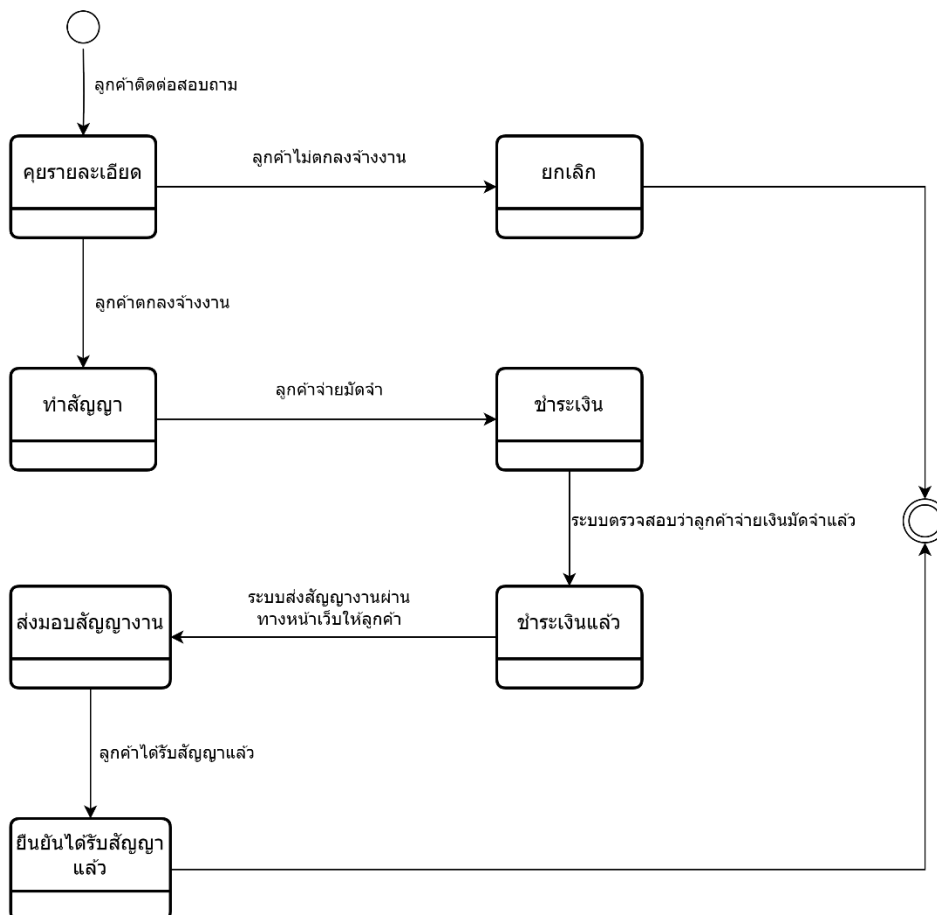 ลูกค้าติดต่อสอบถาม
คุยรายละเอียด
ลูกค้าไม่ตกลงจ้างงาน
ยกเลิก
ลูกค้าตกลงจ้างงาน
ทำสัญญา
ลูกค้าจ่ายมัดจำ
ชำระเงิน
ระบบตรวจสอบว่าลูกค้าจ่ายเงินมัดจำแล้ว
ส่งมอบสัญญางาน
ระบบส่งสัญญางานผ่าน
ทางหน้าเว็บให้ลูกค้า
ชำระเงินแล้ว
ลูกค้าได้รับสัญญาแล้ว
ยืนยันได้รับสัญญา
แล้ว